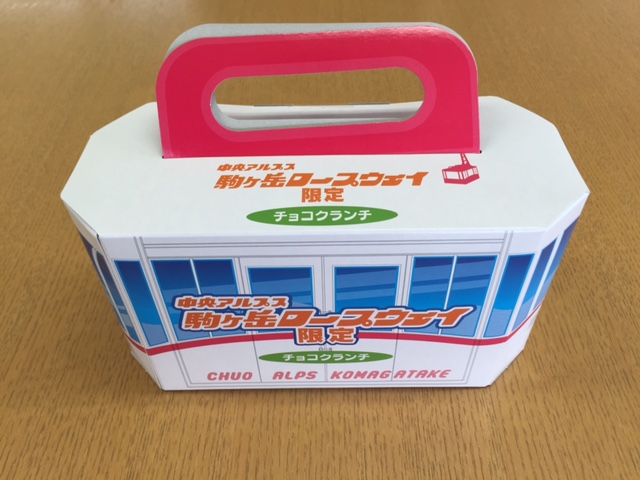 中央アルプス
駒ヶ岳ロープウェイ
限定
チョコクランチ
中央アルプス
駒ヶ岳ロープウェイ
限定
チョコクランチ
CHUO ALPS KOMAGATAKE